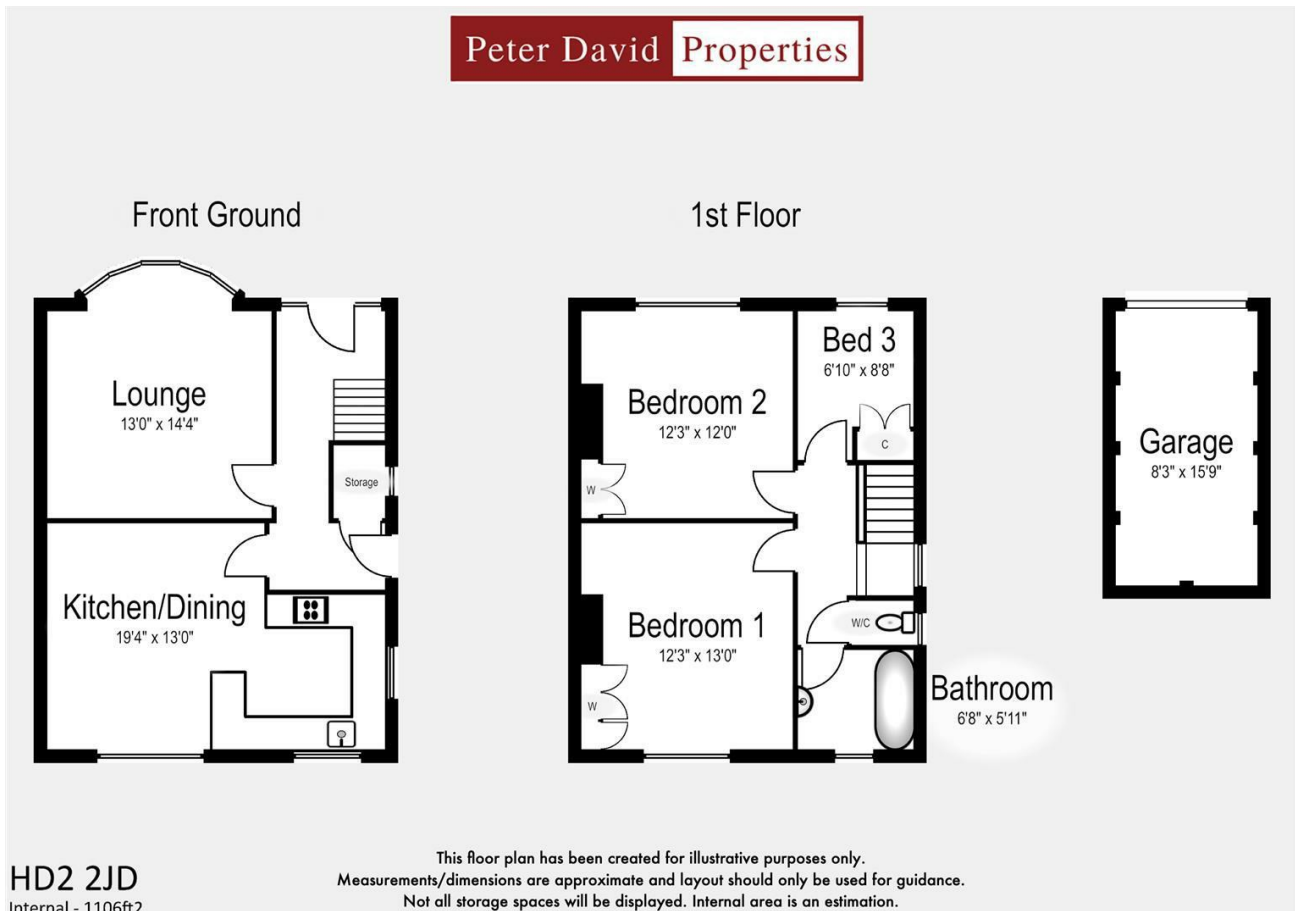 Peter David Properties
Front Ground
1st Floor
Lounge
13'0" x 14'4"
Storage
Kitchen/Dining
19'4" x 13'0"
Bedroom 2
12'3" x 12'0"
W
Bed 3
6'10" x 8'8"
C
Bedroom 1
12'3" x 13'0"
W
W/C
Bathroom
6'8" x 5'11"
Garage
8'3" x 15'9"
HD2 2JD
Internal - 1106ft2
This floor plan has been created for illustrative purposes only.
Measurements/dimensions are approximate and layout should only be used for guidance.
Not all storage spaces will be displayed. Internal area is an estimation.